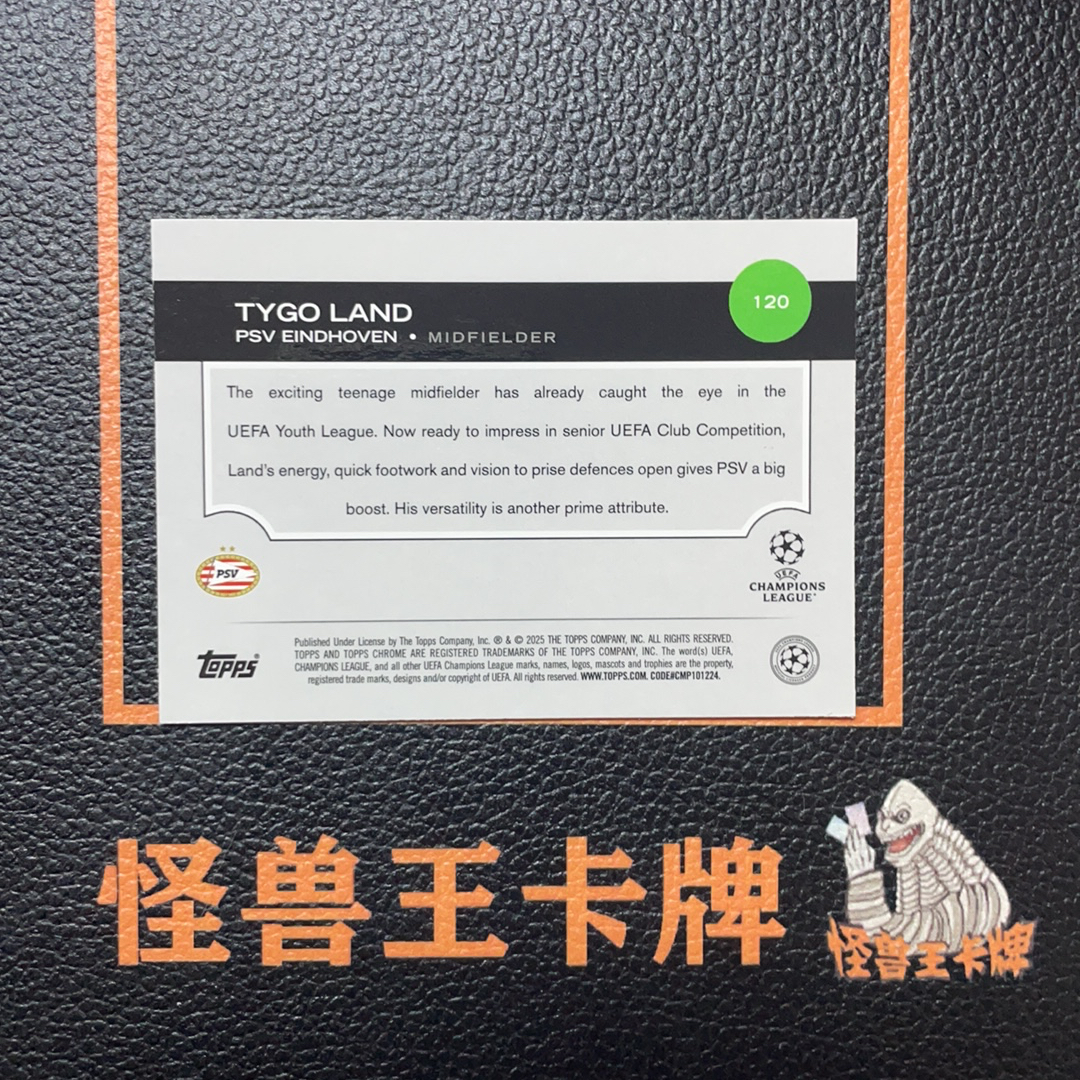 TYGO LAND
PSV EINDHOVEN • MIDFIELDER
120
The exciting teenage midfielder has already caught the eye in the
UEFA Youth League. Now ready to impress in senior UEFA Club Competition,
Land's energy, quick footwork and vision to prise defences open gives PSV a big
boost. His versatility is another prime attribute.
PSV
UEFA
CHAMPIONS
LEAGUE®
Topps®
Published Under License by The Topps Company, Inc. ® & © 2025 THE TOPPS COMPANY, INC. ALL RIGHTS RESERVED.
TOPPS AND TOPPS CHROME ARE REGISTERED TRADEMARKS OF THE TOPPS COMPANY, INC. The word(s) UEFA,
CHAMPIONS LEAGUE, and all other UEFA Champions League marks, names, logos, mascots and trophies are the property,
registered trade marks, designs and/or copyright of UEFA. All rights reserved. WWW.TOPPS.COM. CODE#CMP101224.
怪兽王卡牌
怪兽王卡牌